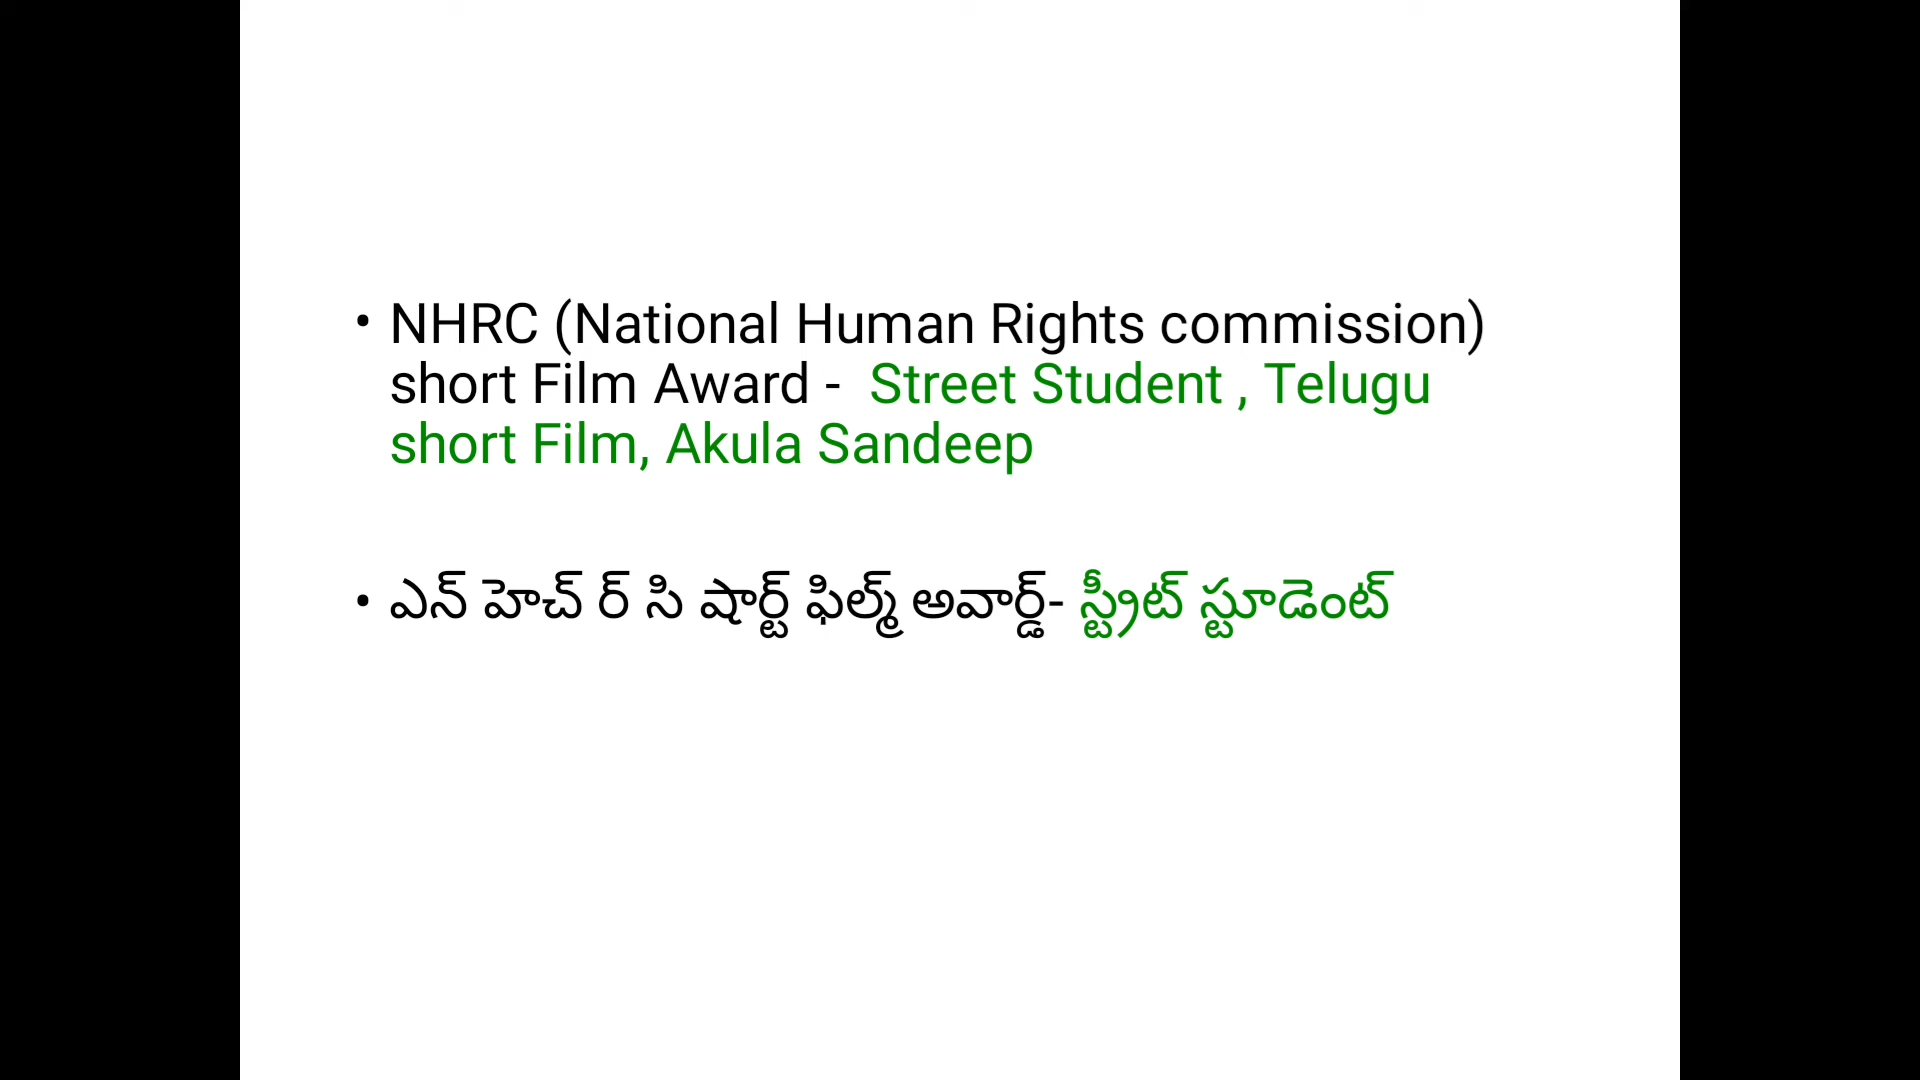 • NHRC (National Human Rights commission)
short Film Award - Street Student , Telugu
short Film, Akula Sandeep
• ఎన్ హెచ్ ర్ సి షార్ట్ ఫిల్మ్ అవార్డ్- స్ట్రీట్ స్టూడెంట్